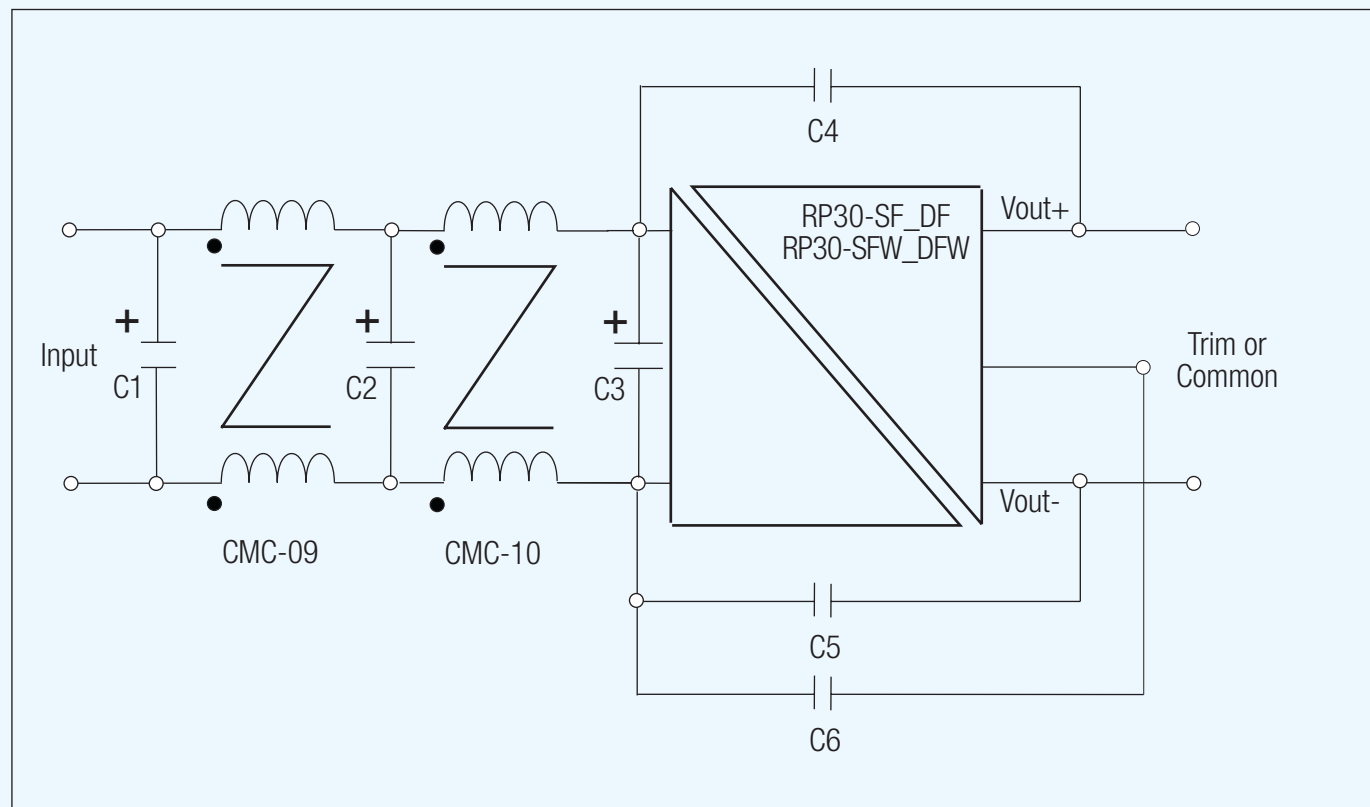 C4
RP30-SF_DF
RP30-SFW_DFW
Vout+
+
+
+
Input
C1
C2
C3
Trim or
Common
Vout-
CMC-09
CMC-10
C5
C6